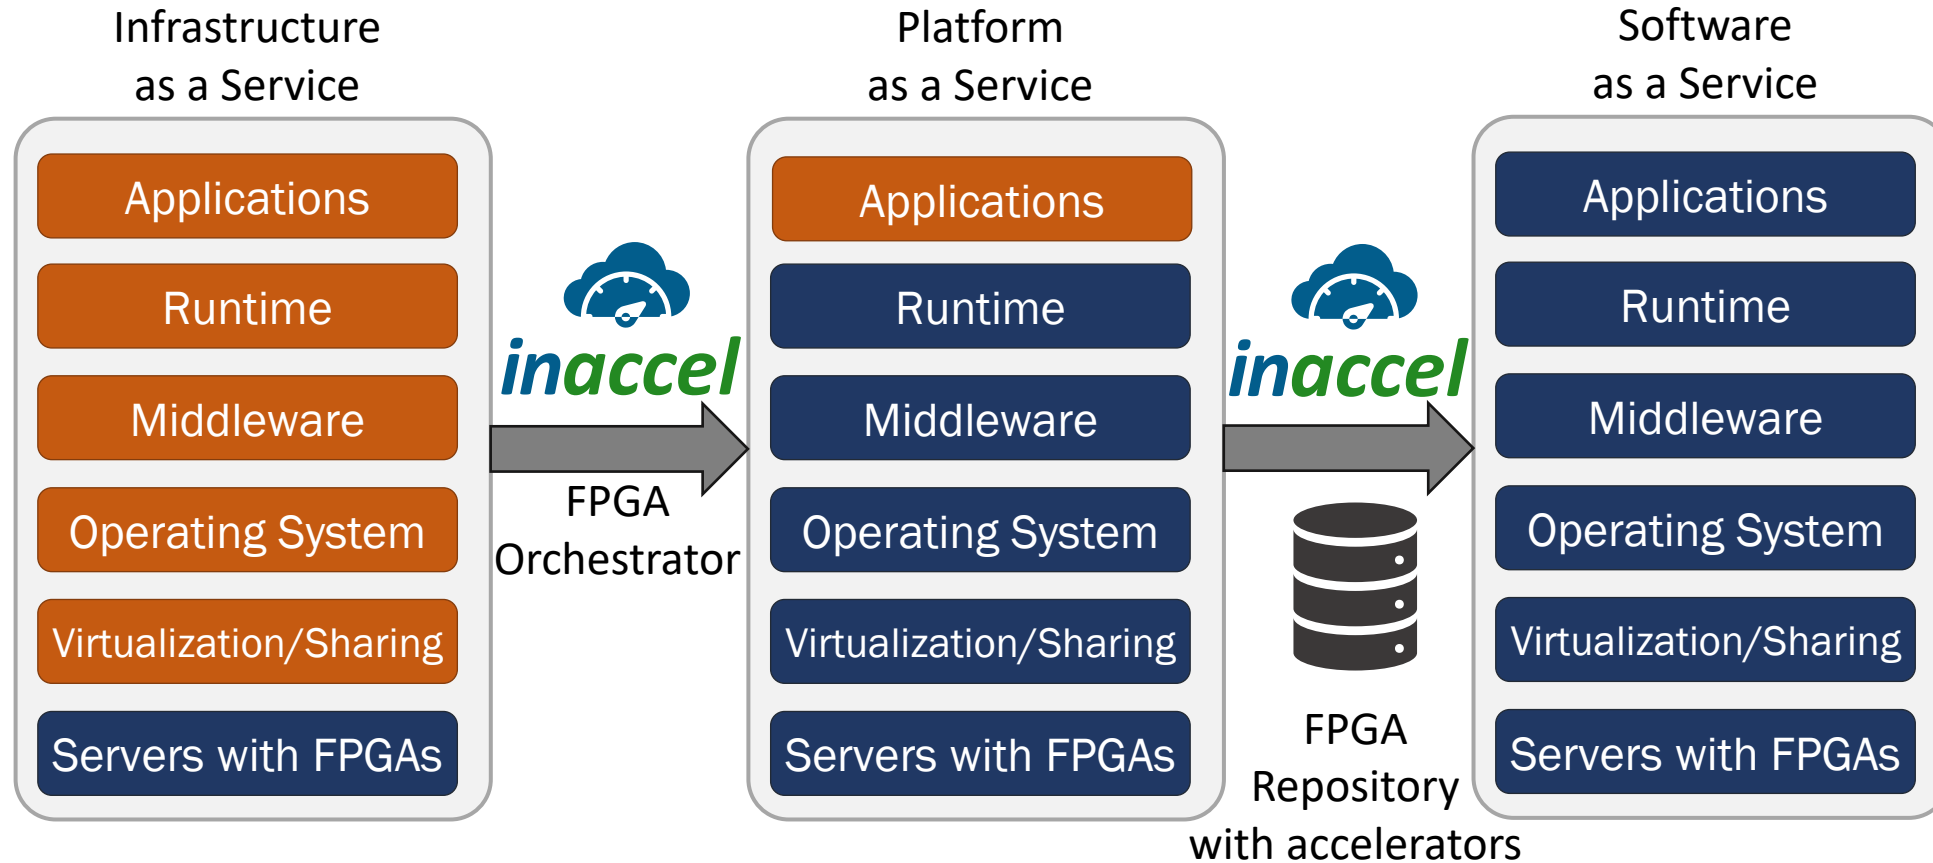 Infrastructure
as a Service
Applications
Runtime
Middleware
Operating System
Virtualization/Sharing
Servers with FPGAs
inaccel
FPGA
Orchestrator
Platform
as a Service
Applications
Runtime
Middleware
Operating System
Virtualization/Sharing
Servers with FPGAs
inaccel
FPGA
Repository
with accelerators
Software
as a Service
Applications
Runtime
Middleware
Operating System
Virtualization/Sharing
Servers with FPGAs